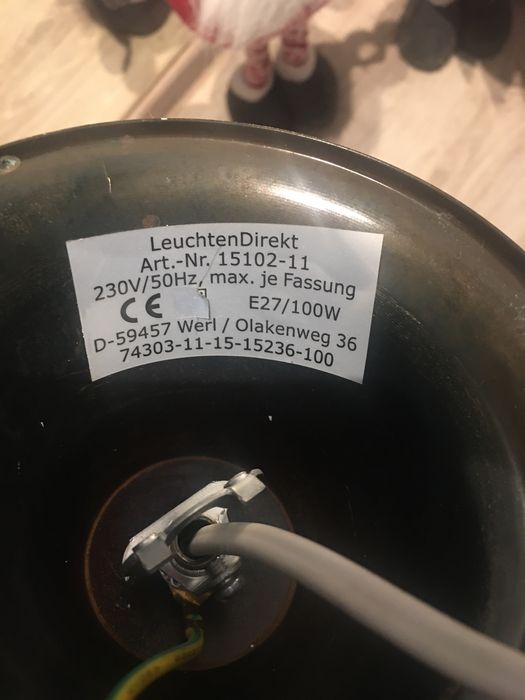 LeuchtenDirekt
Art.-Nr. 15102-11
230V/50Hz, max. je Fassung
CE E27/100W
D-59457 Werl / Olakenweg 36
74303-11-15-15236-100